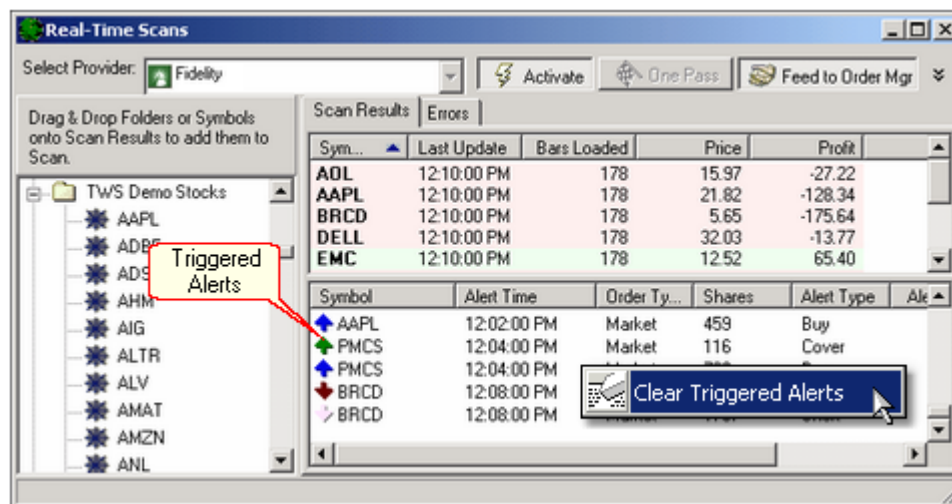 Real-Time Scans
Select Provider: Fidelity
Activate
One Pass
Feed to Order Mgr
Drag & Drop Folders or Symbols
onto Scan Results to add them to
Scan.
TWS Demo Stocks
AAPL
AHM
AIG
ALTR
ALV
AMAT
AMZN
ANL
Triggered
Alerts
Scan Results Errors
Sym... Last Update Bars Loaded Price Profit
AOL 12:10:00 PM 178 15.97 -27.22
AAPL 12:10:00 PM 178 21.82 -128.34
BRCD 12:10:00 PM 178 5.65 -175.64
DELL 12:10:00 PM 178 32.03 -13.77
EMC 12:10:00 PM 178 12.52 65.40
Symbol Alert Time Order Ty... Shares Alert Type Ale
AAPL 12:02:00 PM Market 459 Buy
PMCS 12:04:00 PM Market 116 Cover
PMCS 12:04:00 PM
BRCD 12:08:00 PM
BRCD 12:08:00 PM
Clear Triggered Alerts